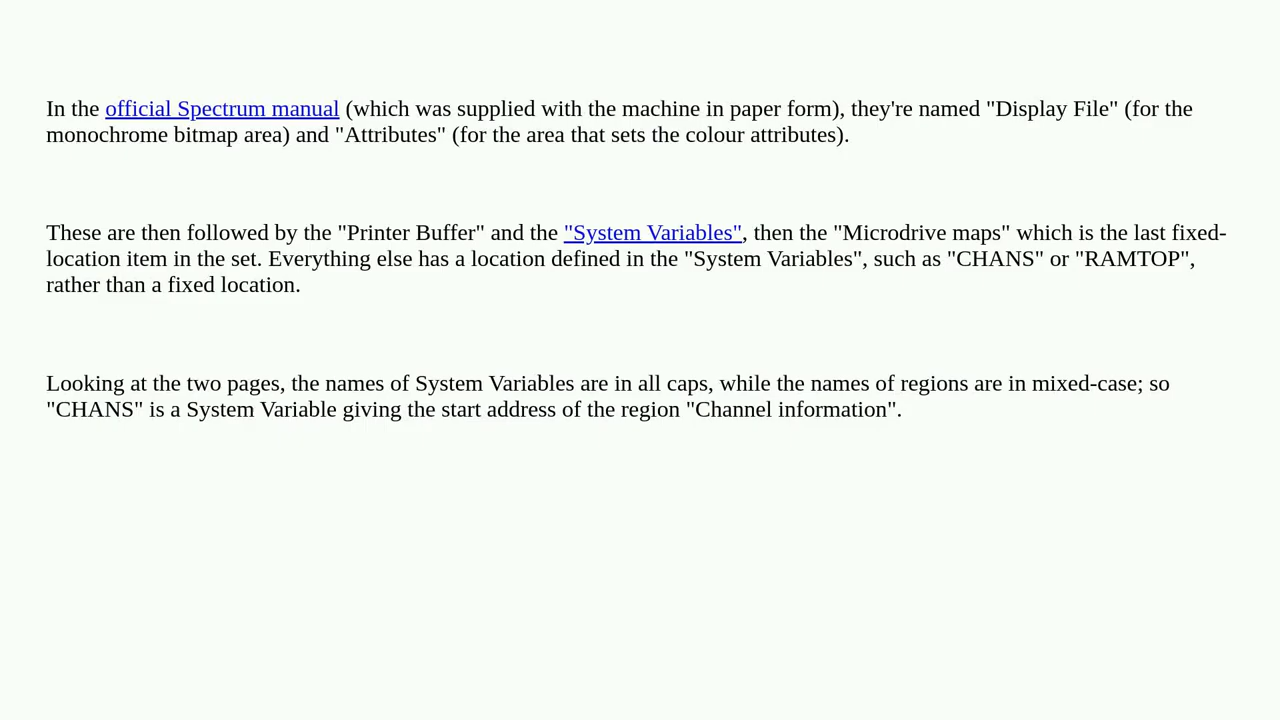 In the official Spectrum manual (which was supplied with the machine in paper form), they're named "Display File" (for the
monochrome bitmap area) and "Attributes" (for the area that sets the colour attributes).
These are then followed by the "Printer Buffer" and the "System Variables", then the "Microdrive maps" which is the last fixed-
location item in the set. Everything else has a location defined in the "System Variables", such as "CHANS" or "RAMTOP",
rather than a fixed location.
Looking at the two pages, the names of System Variables are in all caps, while the names of regions are in mixed-case; so
"CHANS" is a System Variable giving the start address of the region "Channel information".